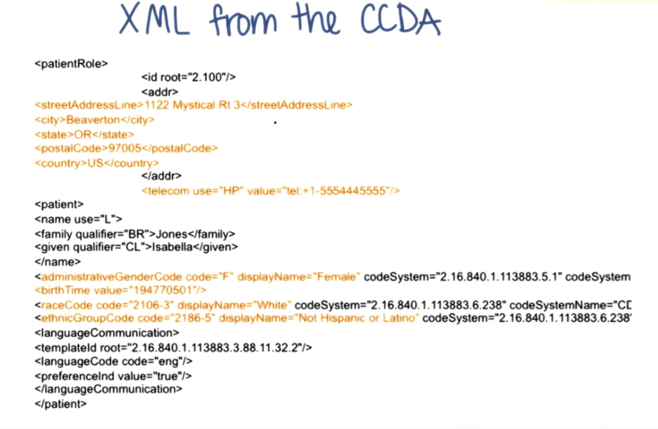 XML from the CCDA
<patientRole>
<id root="2.100"/>
<addr>
<streetAddressLine>1122 Mystical Rt 3</streetAddressLine>
<city>Beaverton</city>
<state>OR</state>
<postalCode>97005</postalCode>
<country>US</country>
</addr>
<telecom use="HP" value="tel:+1-5554445555"/>
<patient>
<name use="L">
<family qualifier="BR">Jones</family>
<given qualifier="CL">Isabella</given>
</name>
<administrativeGenderCode code="F" displayName="Female" codeSystem="2.16.840.1.113883.5.1" codeSystem
<birthTime value="194770501"/>
<raceCode code="2106-3" displayName="White" codeSystem="2.16.840.1.113883.6.238" codeSystemName="CD
<ethnicGroupCode code="2186-5" displayName="Not Hispanic or Latino" codeSystem="2.16.840.1.113883.6.238"
<languageCommunication>
<templateId root="2.16.840.1.113883.3.88.11.32.2"/>
<languageCode code="eng"/>
<preferenceInd value="true"/>
</languageCommunication>
</patient>